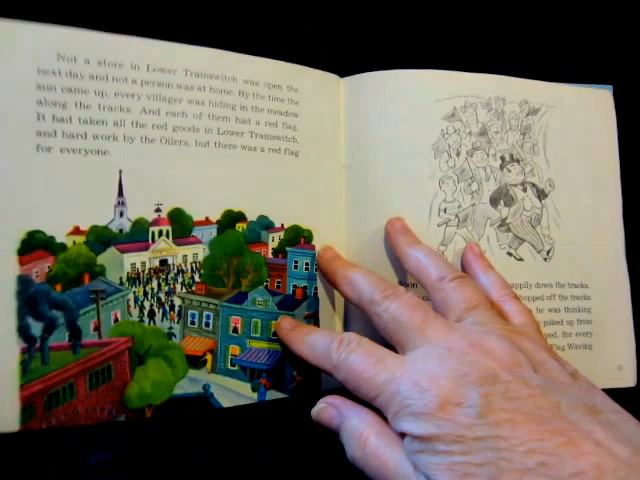 Not a store in Lower Trainswitch was open the
next day and not a person was at home. By the time the
sun came up, every villager was hiding in the meadow
along the tracks. And each of them had a red flag.
It had taken all the red goods in Lower Trainswitch,
and hard work by the Oilers, but there was a red flag
for everyone.
oon happily down the tracks.
hopped off the tracks
he was thinking
poked up from
ped, for every
Flag Waving